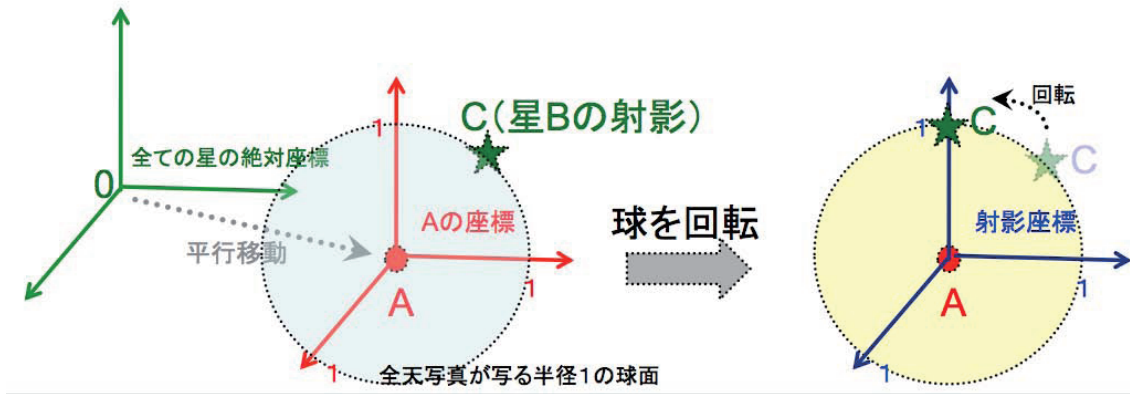 C(星Bの射影)
1
全ての星の絶対座標
0
平行移動
Aの座標
A
1
1
全天写真が写る半径1の球面
球を回転
回転
1
C
C
射影座標
A
1
1